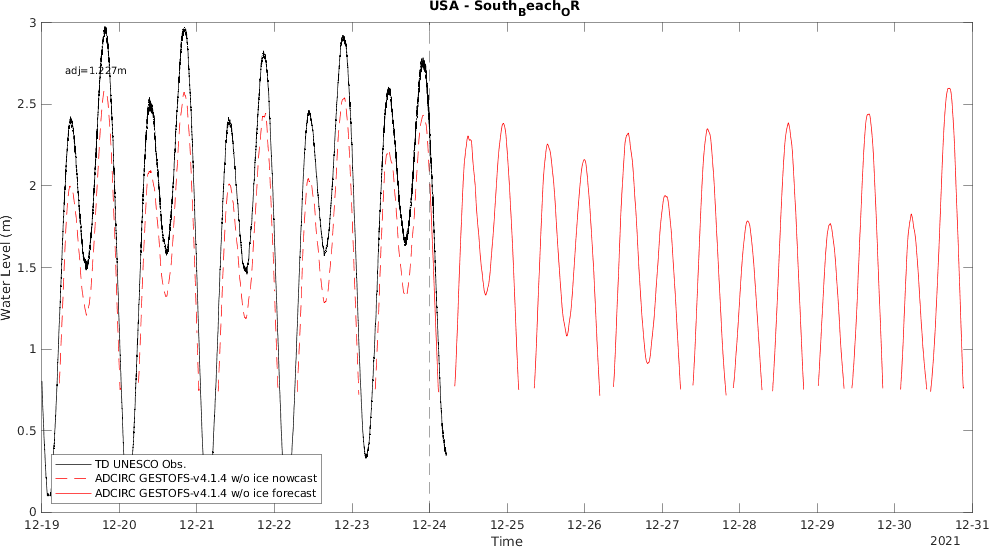 USA - SouthBeachOR
3
adj=1.227m
2.5
2
Water Level (m)
1.5
1
0.5
TD UNESCO Obs.
ADCIRC GESTOFS-v4.1.4 w/o ice nowcast
ADCIRC GESTOFS-v4.1.4 w/o ice forecast
0
12-19 12-20 12-21 12-22 12-23 12-24 12-25 12-26 12-27 12-28 12-29 12-30 12-31
Time
2021